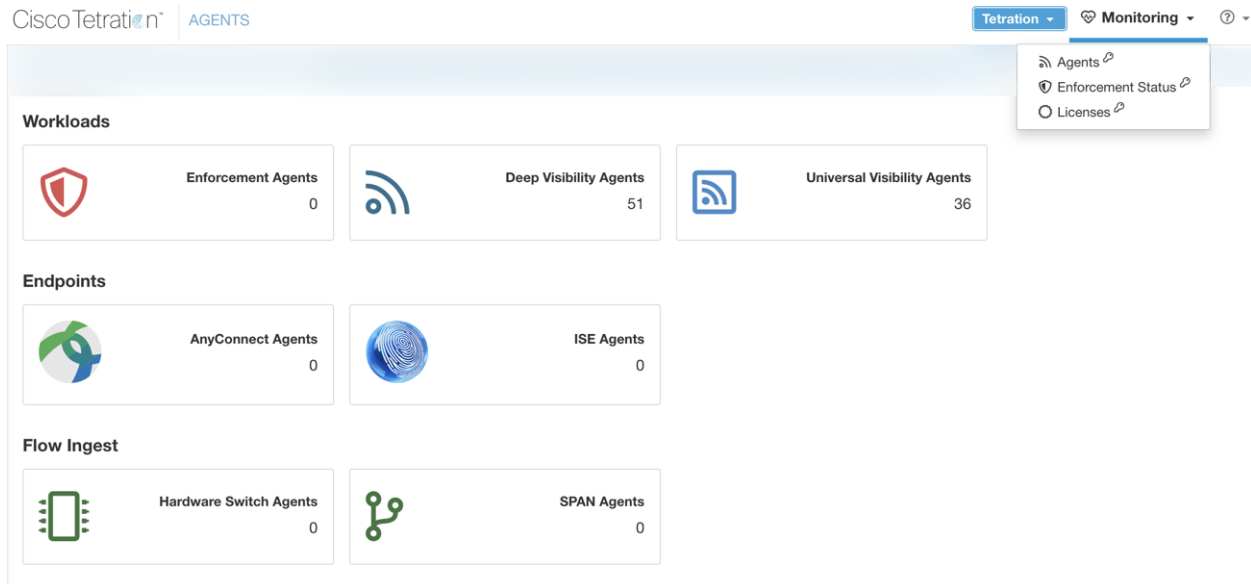 Cisco Tetration™ AGENTS Tetration Monitoring
Agents
Enforcement Status
Licenses
Workloads
Enforcement Agents
0
Deep Visibility Agents
51
Universal Visibility Agents
36
Endpoints
AnyConnect Agents
0
ISE Agents
0
Flow Ingest
Hardware Switch Agents
0
SPAN Agents
0